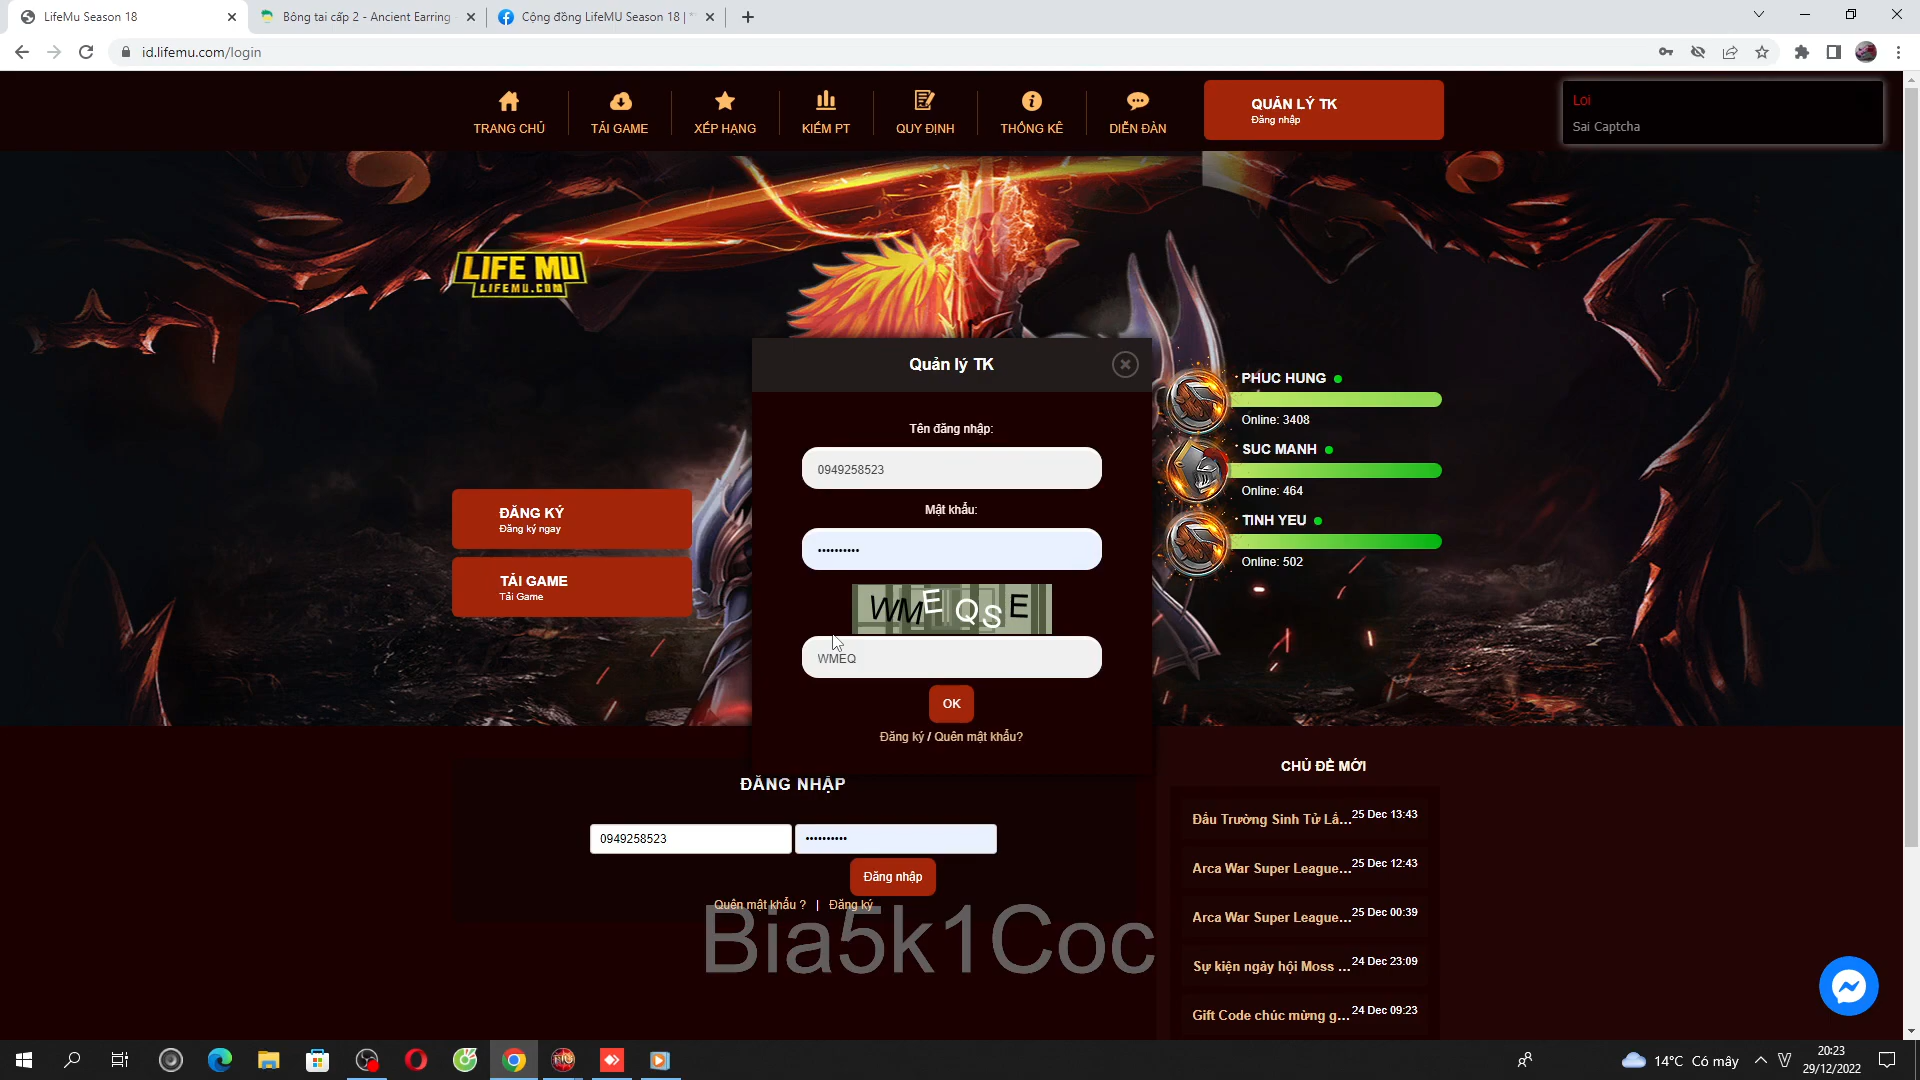 LifeMu Season 18
Bông tai cấp 2 - Ancient Earring
Cộng đồng LifeMU Season 18 |
id.lifemu.com/login
TRANG CHỦ
TẢI GAME
XẾP HẠNG
KIẾM PT
QUY ĐỊNH
THỐNG KÊ
DIỄN ĐÀN
QUẢN LÝ TK
Đăng nhập
Loi
Sai Captcha
LIFE MU
LIFEMU.COM
Quản lý TK
Tên đăng nhập:
0949258523
Mật khẩu:
••••••••••
WMEQSE
WMEQ
OK
Đăng ký / Quên mật khẩu?
ĐĂNG KÝ
Đăng ký ngay
TẢI GAME
Tải Game
PHUC HUNG
Online: 3408
SUC MANH
Online: 464
TINH YEU
Online: 502
ĐĂNG NHẬP
0949258523
••••••••••
Đăng nhập
Quên mật khẩu ? | Đăng ký
Bia5k1Coc
CHỦ ĐỀ MỚI
Đấu Trường Sinh Tử Lấ... 25 Dec 13:43
Arca War Super League... 25 Dec 12:43
Arca War Super League... 25 Dec 00:39
Sự kiện ngày hội Moss ... 24 Dec 23:09
Gift Code chúc mừng g... 24 Dec 09:23
14°C Có mây
20:23
29/12/2022